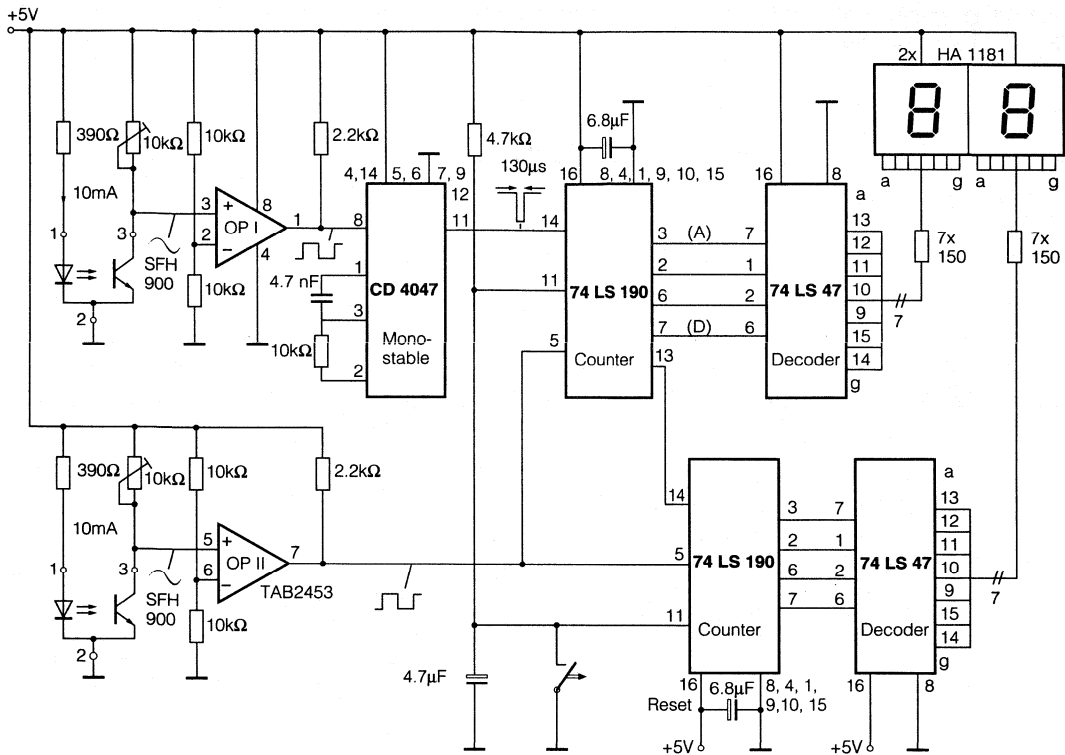 +5V
2x HA 1181
390Ω
10kΩ
10kΩ
2.2kΩ
4.7kΩ
6.8µF
130µs
10mA
4, 14
5, 6
7, 9
16
8, 4, 1, 9, 10, 15
16
8
a
g
a
g
1
3
SFH
900
3
+
OP I
2
−
8
4
1
8
12
11
14
3
(A)
7
a
13
12
11
10
9
15
14
g
7
7x
150
7x
150
10kΩ
4.7 nF
1
3
CD 4047
Mono-
stable
10kΩ
2
11
2
1
74 LS 190
6
2
74 LS 47
7
(D)
6
5
13
Counter
Decoder
2
390Ω
10kΩ
10kΩ
2.2kΩ
10mA
1
3
SFH
900
5
+
OP II
6
−
7
TAB2453
10kΩ
2
14
3
7
a
13
12
11
10
9
15
14
g
7
5
2
1
74 LS 190
6
2
74 LS 47
7
6
11
Counter
Decoder
4.7µF
16
6.8µF
8, 4, 1,
9,10, 15
Reset
16
8
+5V
+5V